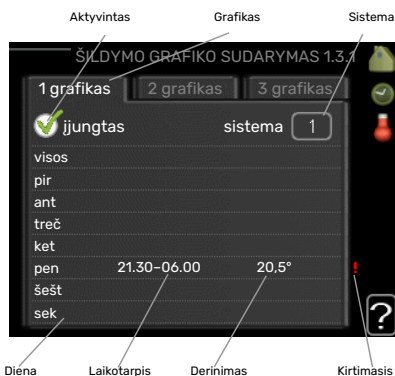 Aktyvintas Grafikas Sistema
ŠILDYMO GRAFIKO SUDARYMAS 1.3.1
1 grafikas 2 grafikas 3 grafikas
įjungtas sistema 1
visos
pir
ant
treč
ket
pen 21.30–06.00 20,5° !
šešt
sek
?
Diena Laikotarpis Derinimas Kirtimasis